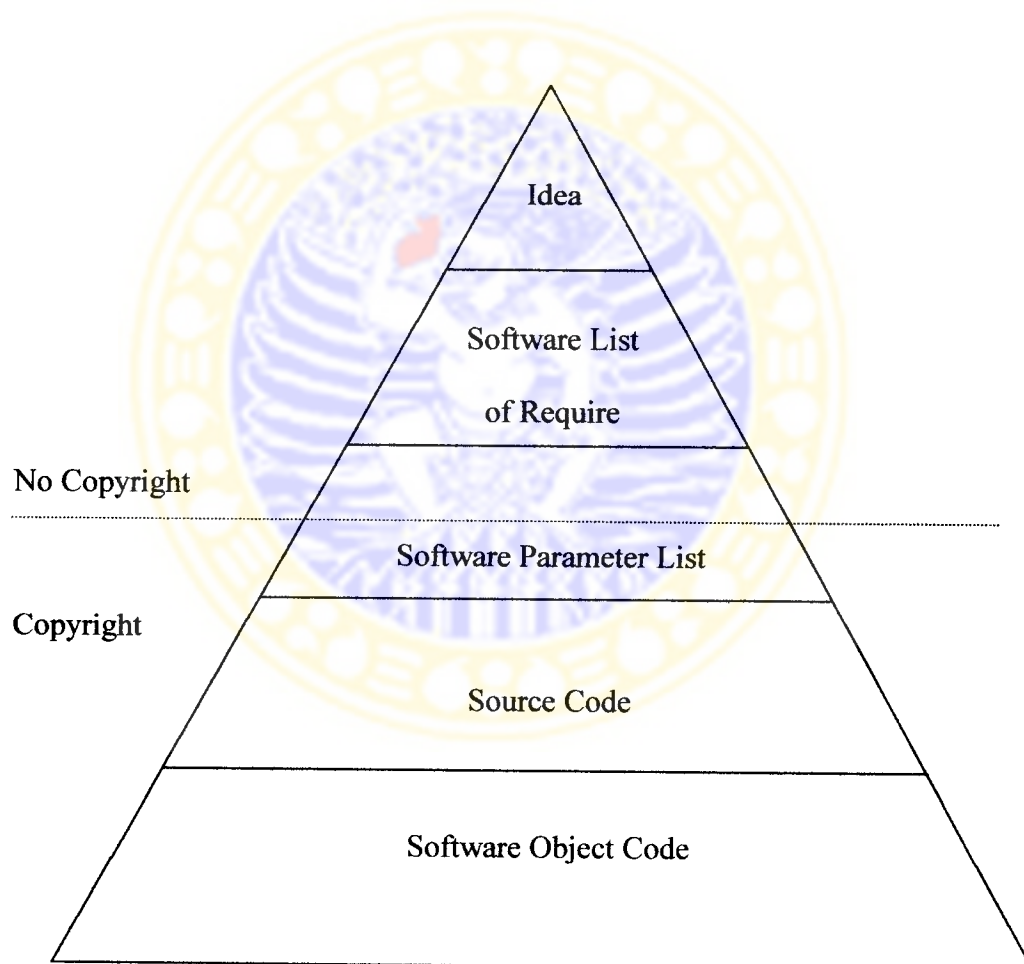 Idea
Software List
of Require
No Copyright
Software Parameter List
Copyright
Source Code
Software Object Code